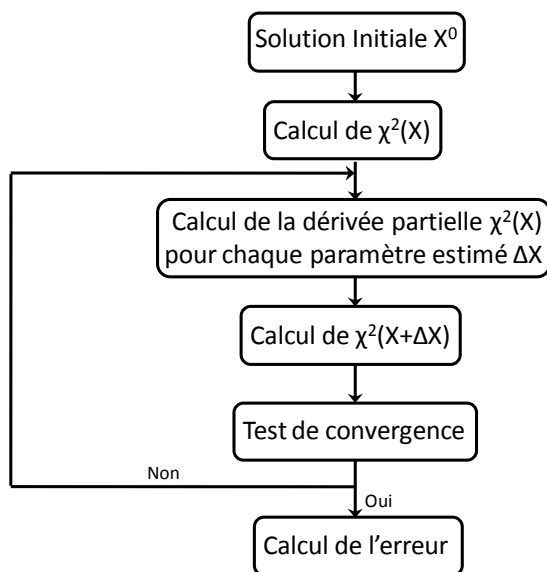 Solution Initiale X⁰
Calcul de χ²(X)
Calcul de la dérivée partielle χ²(X)
pour chaque paramètre estimé ΔX
Calcul de χ²(X+ΔX)
Test de convergence
Non
Oui
Calcul de l'erreur